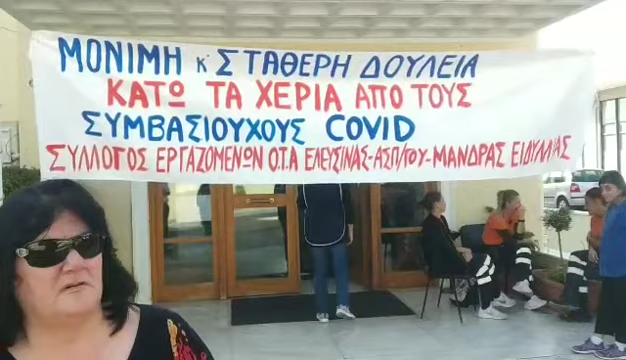 ΜΟΝΙΜΗ κ ΣΤΑΘΕΡΗ ΔΟΥΛΕΙΑ
ΚΑΤΩ ΤΑ ΧΕΡΙΑ ΑΠΟ ΤΟΥΣ
ΣΥΜΒΑΣΙΟΥΧΟΥΣ COVID
ΣΥΛΛΟΓΟΣ ΕΡΓΑΖΟΜΕΝΩΝ Ο.Τ.Α ΕΛΕΥΣΙΝΑΣ-ΑΣΠ/ΓΟΥ-ΜΑΝΔΡΑΣ ΕΙΔΥΛΛΙΑΣ